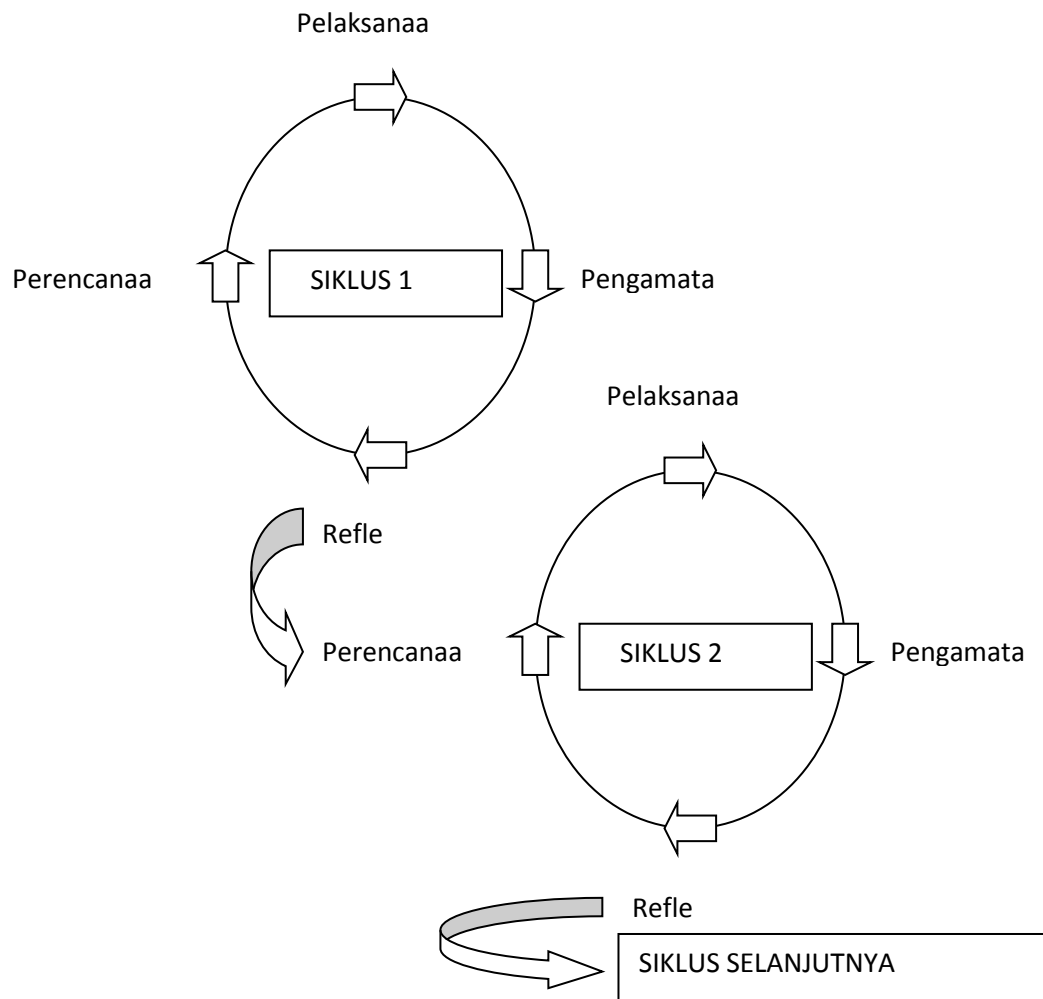 Pelaksanaa
Perencanaa
SIKLUS 1
Pengamata
Pelaksanaa
Refle
Perencanaa
SIKLUS 2
Pengamata
Refle
SIKLUS SELANJUTNYA